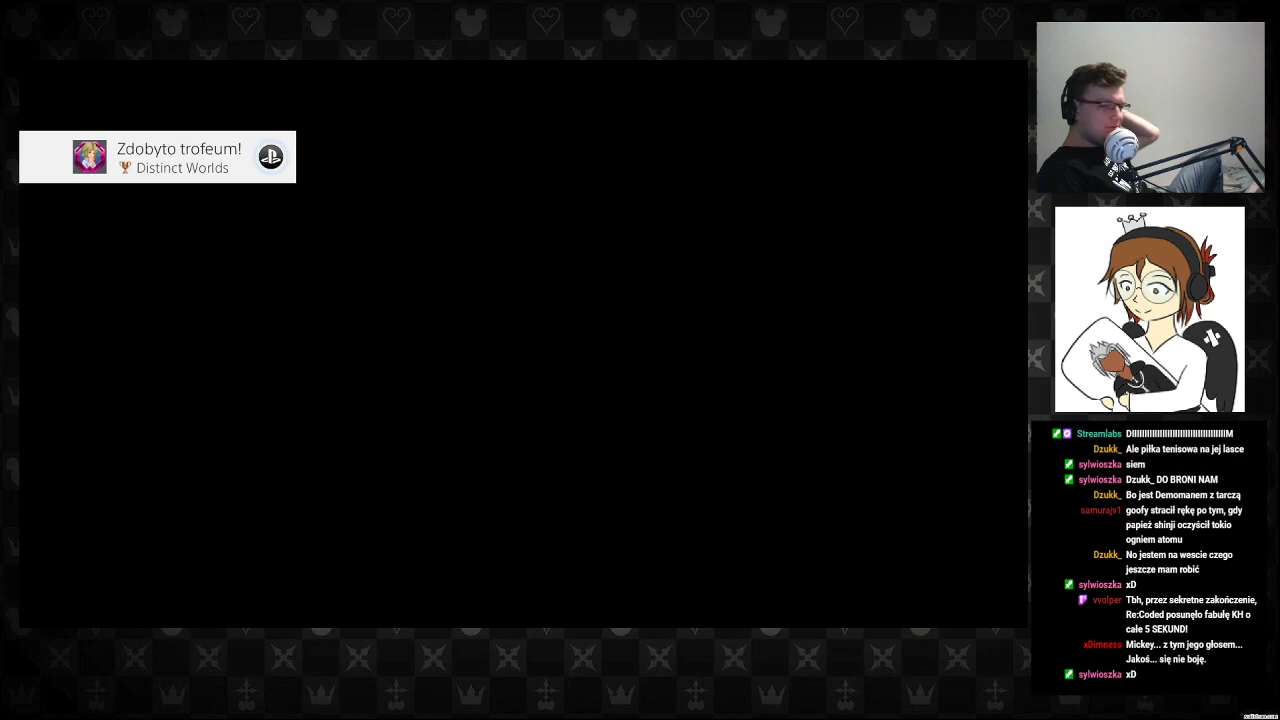 Zdobyto trofeum!
Distinct Worlds
Streamlabs DIIIIIIIIIIIIIIIIIIIIIIIIIIIIIIIIIIIIIM
Dzukk_ Ale piłka tenisowa na jej lasce
sylwioszka siem
sylwioszka Dzukk_ DO BRONI NAM
Dzukk_ Bo jest Demomanem z tarczą
samurajv1 goofy stracił rękę po tym, gdy
papież shinji oczyścił tokio
ogniem atomu
Dzukk_ No jestem na wescie czego
jeszcze mam robić
sylwioszka xD
vvolper Tbh, przez sekretne zakończenie,
Re:Coded posunęło fabułę KH o
całe 5 SEKUND!
xDimness Mickey... z tym jego głosem...
Jakoś... się nie boję.
sylwioszka xD